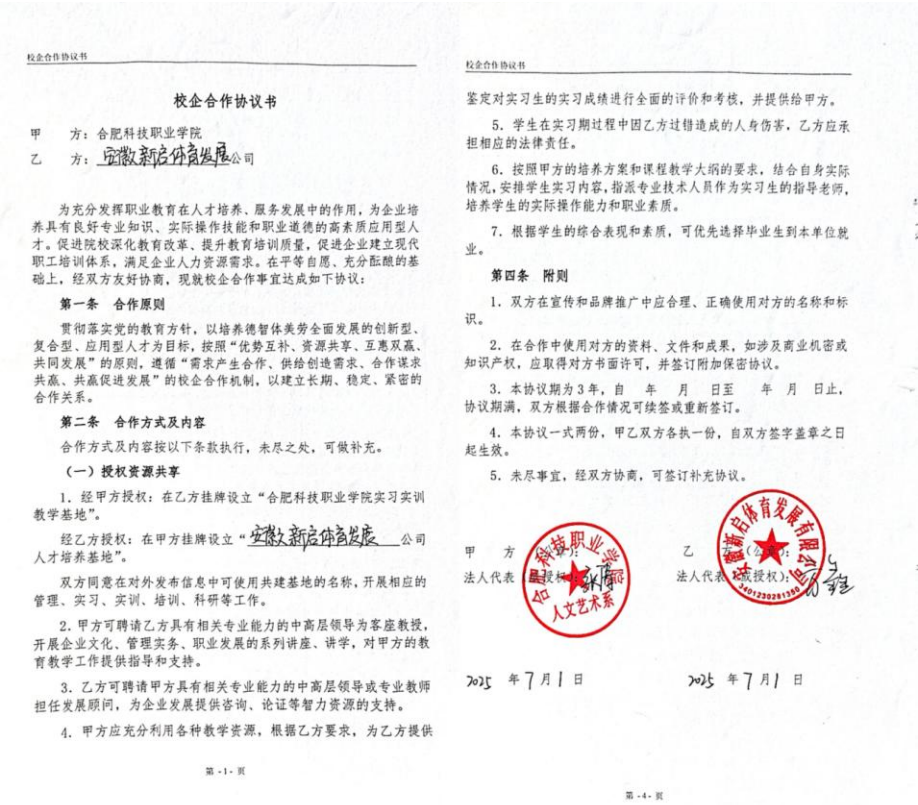 校企合作协议书
校企合作协议书
甲 方：合肥科技职业学院
乙 方：安徽新启体育发展公司
为充分发挥职业教育在人才培养、服务发展中的作用，为企业培
养具有良好专业知识、实际操作技能和职业道德的高素质应用型人
才。促进院校深化教育改革、提升教育培训质量，促进企业建立现代
职工培训体系，满足企业人力资源需求。在平等自愿、充分酝酿的基
础上，经双方友好协商，现就校企合作事宜达成如下协议：
第一条 合作原则
贯彻落实党的教育方针，以培养德智体美劳全面发展的创新型、
复合型、应用型人才为目标，按照“优势互补、资源共享、互惠双赢、
共同发展”的原则，遵循“需求产生合作、供给创造需求、合作谋求
共赢、共赢促进发展”的校企合作机制，以建立长期、稳定、紧密的
合作关系。
第二条 合作方式及内容
合作方式及内容按以下条款执行，未尽之处，可做补充。
（一）授权资源共享
1．经甲方授权：在乙方挂牌设立“合肥科技职业学院实习实训
教学基地”。
经乙方授权：在甲方挂牌设立“安徽新启体育发展公司
人才培养基地”。
双方同意在对外发布信息中可使用共建基地的名称，开展相应的
管理、实习、实训、培训、科研等工作。
2．甲方可聘请乙方具有相关专业能力的中高层领导为客座教授，
开展企业文化、管理实务、职业发展的系列讲座、讲学，对甲方的教
育教学工作提供指导和支持。
3．乙方可聘请甲方具有相关专业能力的中高层领导或专业教师
担任发展顾问，为企业发展提供咨询、论证等智力资源的支持。
4．甲方应充分利用各种教学资源，根据乙方要求，为乙方提供
第 -1- 页
校企合作协议书
鉴定对实习生的实习成绩进行全面的评价和考核，并提供给甲方。
5．学生在实习期过程中因乙方过错造成的人身伤害，乙方应承
担相应的法律责任。
6．按照甲方的培养方案和课程教学大纲的要求，结合自身实际
情况，安排学生实习内容，指派专业技术人员作为实习生的指导老师，
培养学生的实际操作能力和职业素质。
7．根据学生的综合表现和素质，可优先选择毕业生到本单位就
业。
第四条 附则
1．双方在宣传和品牌推广中应合理、正确使用对方的名称和标
识。
2．在合作中使用对方的资料、文件和成果，如涉及商业机密或
知识产权，应取得对方书面许可，并签订附加保密协议。
3．本协议期为3年，自 年 月 日至 年 月 日止，
协议期满，双方根据合作情况可续签或重新签订。
4．本协议一式两份，甲乙双方各执一份，自双方签字盖章之日
起生效。
5．未尽事宜，经双方协商，可签订补充协议。
甲 方（公章）：
法人代表（或授权）：
合肥科技职业学院
人文艺术系
2025 年 7 月 1 日
乙 方（公章）：
法人代表（或授权）：
安徽新启体育发展有限公司
3401230281350
2025 年 7 月 1 日
第 -4- 页